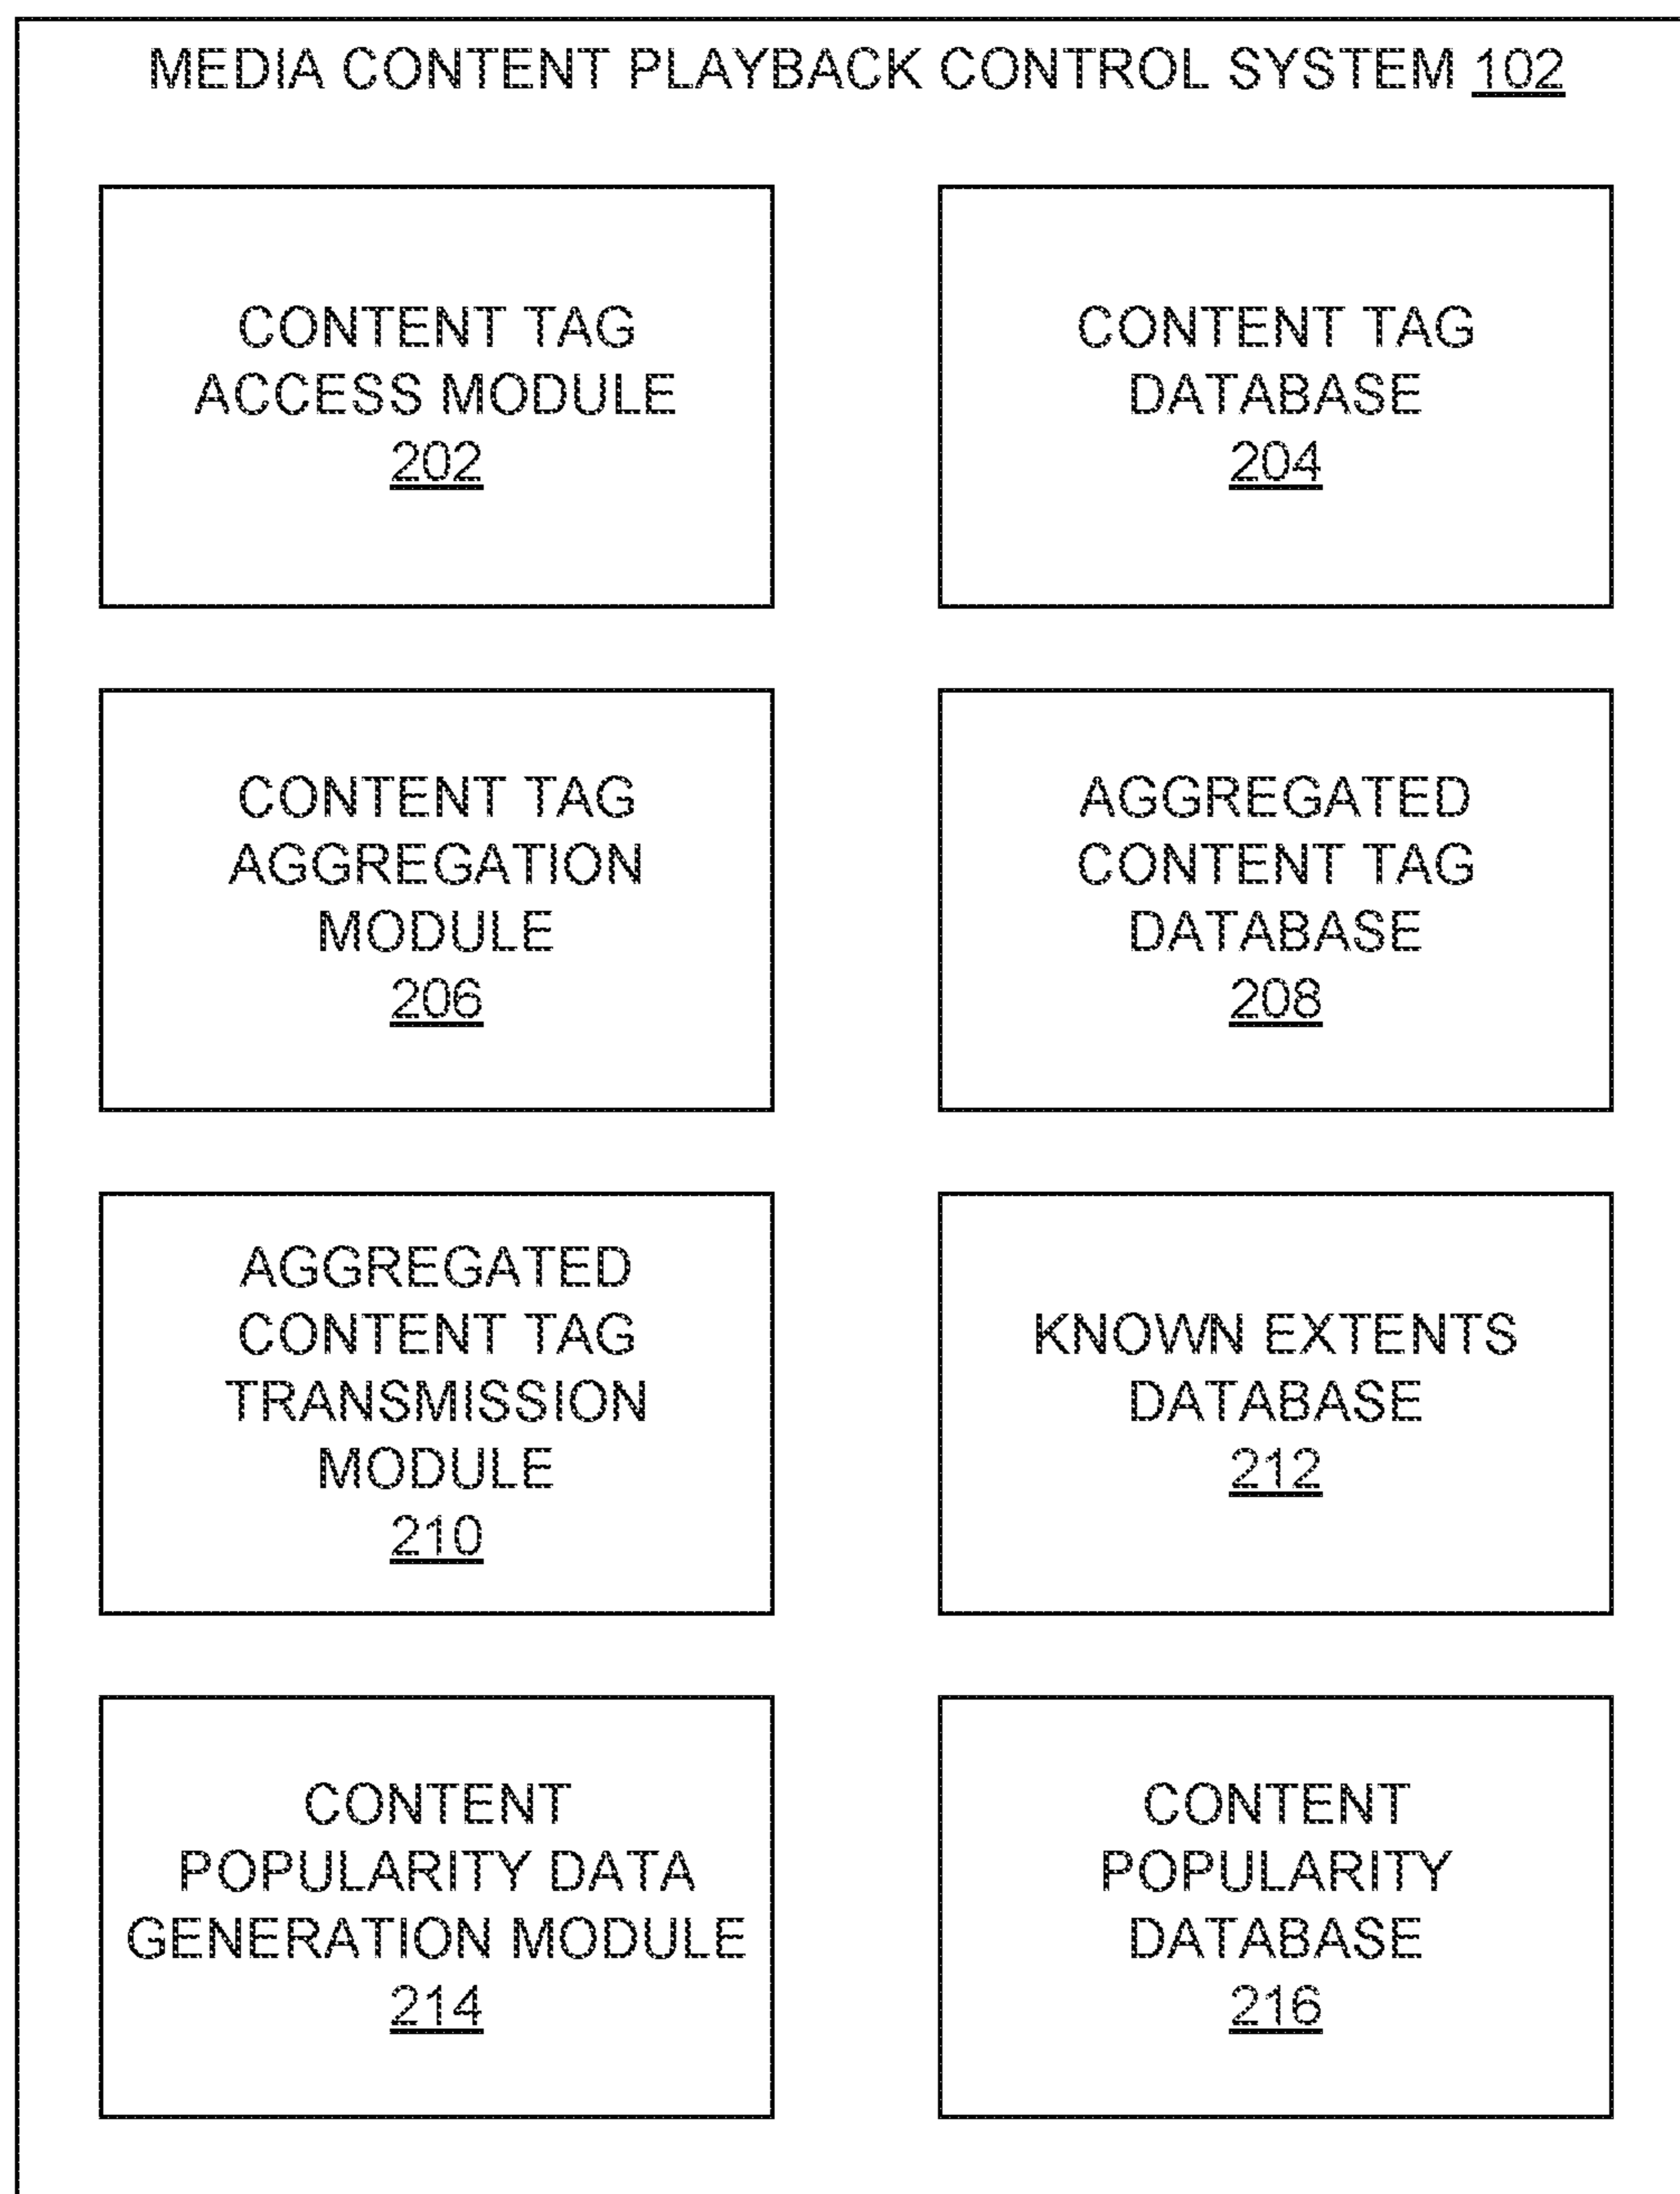 MEDIA CONTENT PLAYBACK CONTROL SYSTEM 102
CONTENT TAG
ACCESS MODULE
202
CONTENT TAG
DATABASE
204
CONTENT TAG
AGGREGATION
MODULE
206
AGGREGATED
CONTENT TAG
DATABASE
208
AGGREGATED
CONTENT TAG
TRANSMISSION
MODULE
210
KNOWN EXTENTS
DATABASE
212
CONTENT
POPULARITY DATA
GENERATION MODULE
214
CONTENT
POPULARITY
DATABASE
216